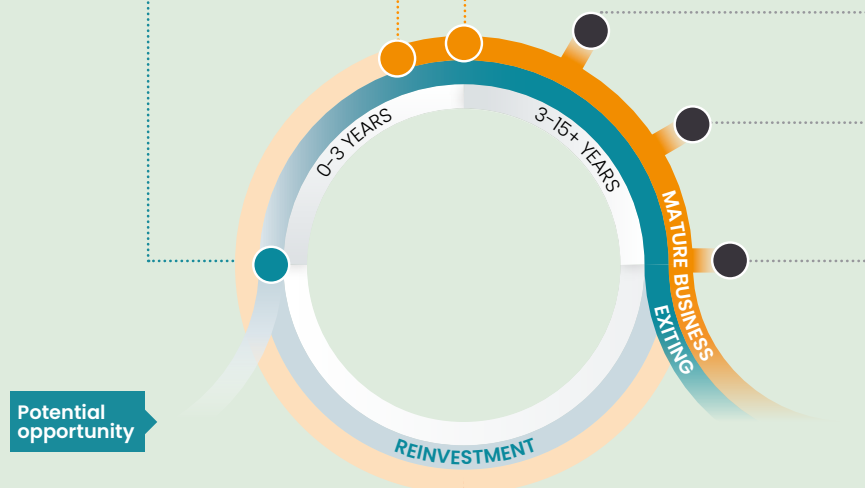 0-3 YEARS
3-15+ YEARS
MATURE BUSINESS
EXITING
Potential
opportunity
REINVESTMENT